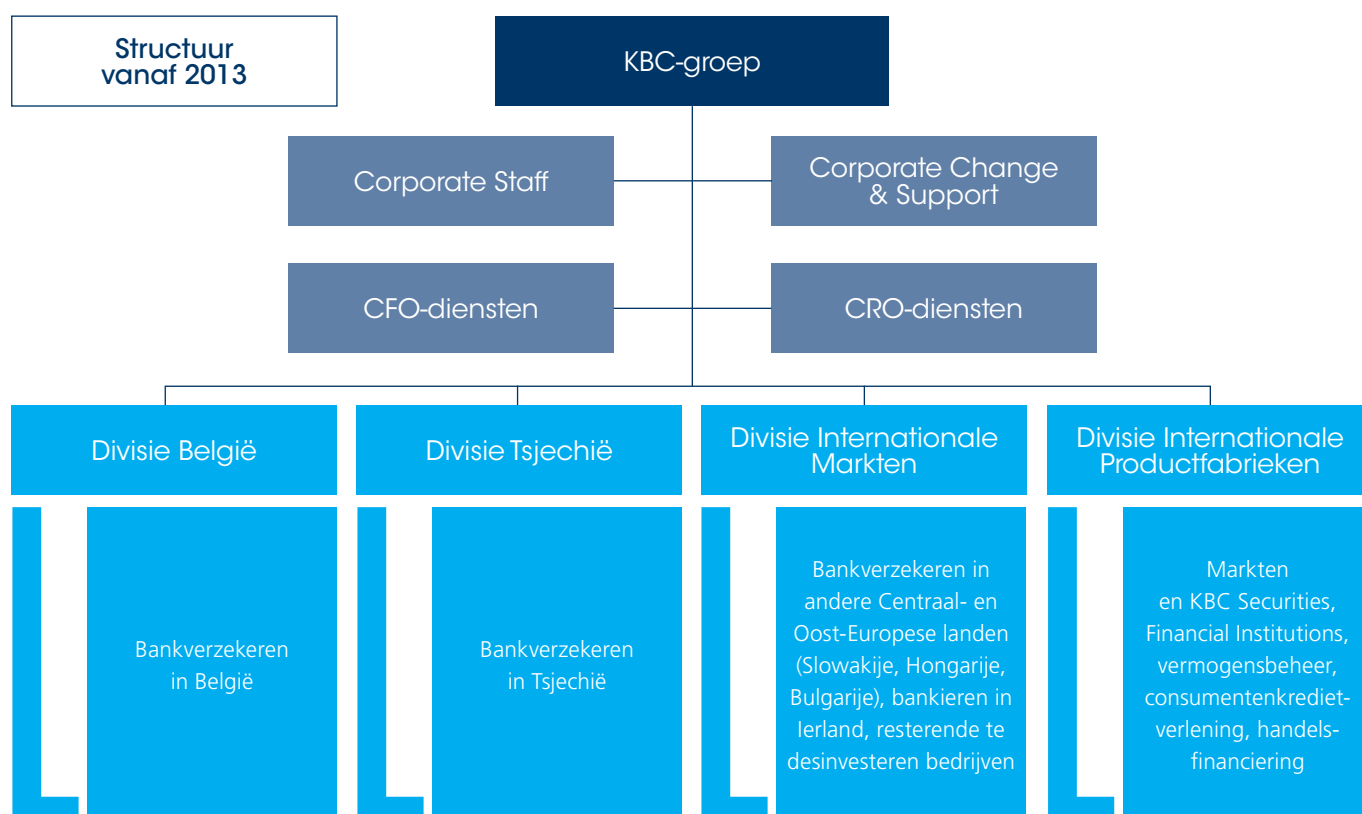 Structuur
vanaf 2013
KBC-groep
Corporate Staff
Corporate Change
& Support
CFO-diensten
CRO-diensten
Divisie België
Divisie Tsjechië
Divisie Internationale
Markten
Divisie Internationale
Productfabrieken
Bankverzekeren
in België
Bankverzekeren
in Tsjechië
Bankverzekeren in
andere Centraal- en
Oost-Europese landen
(Slowakije, Hongarije,
Bulgarije), bankieren in
Ierland, resterende te
desinvesteren bedrijven
Markten
en KBC Securities,
Financial Institutions,
vermogensbeheer,
consumentenkrediet-
verlening, handels-
financiering